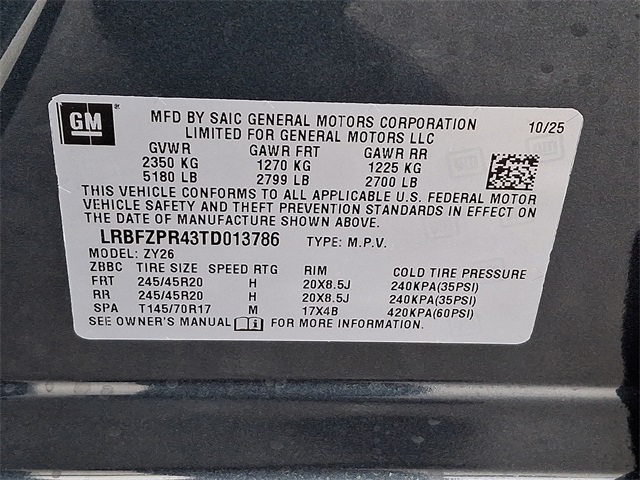 GM
MFD BY SAIC GENERAL MOTORS CORPORATION 10/25
LIMITED FOR GENERAL MOTORS LLC
GVWR GAWR FRT GAWR RR
2350 KG 1270 KG 1225 KG
5180 LB 2799 LB 2700 LB
THIS VEHICLE CONFORMS TO ALL APPLICABLE U.S. FEDERAL MOTOR
VEHICLE SAFETY AND THEFT PREVENTION STANDARDS IN EFFECT ON
THE DATE OF MANUFACTURE SHOWN ABOVE.
LRBFZPR43TD013786 TYPE: M.P.V.
MODEL: ZY26
ZBBC TIRE SIZE SPEED RTG RIM COLD TIRE PRESSURE
FRT 245/45R20 H 20X8.5J 240KPA(35PSI)
RR 245/45R20 H 20X8.5J 240KPA(35PSI)
SPA T145/70R17 M 17X4B 420KPA(60PSI)
SEE OWNER'S MANUAL FOR MORE INFORMATION.